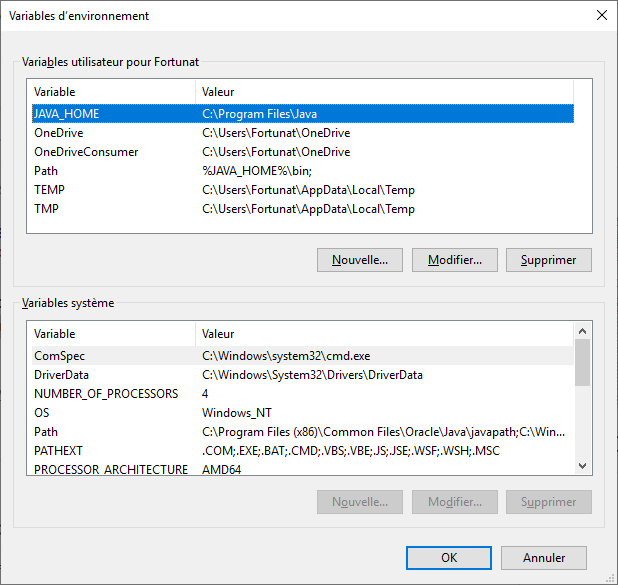 Variables d'environnement
Variables utilisateur pour Fortunat
Variable Valeur
JAVA_HOME C:\Program Files\Java
OneDrive C:\Users\Fortunat\OneDrive
OneDriveConsumer C:\Users\Fortunat\OneDrive
Path %JAVA_HOME%\bin;
TEMP C:\Users\Fortunat\AppData\Local\Temp
TMP C:\Users\Fortunat\AppData\Local\Temp
Nouvelle... Modifier... Supprimer
Variables système
Variable Valeur
ComSpec C:\Windows\system32\cmd.exe
DriverData C:\Windows\System32\Drivers\DriverData
NUMBER_OF_PROCESSORS 4
OS Windows_NT
Path C:\Program Files (x86)\Common Files\Oracle\Java\javapath;C:\Win...
PATHEXT .COM;.EXE;.BAT;.CMD;.VBS;.VBE;.JS;.JSE;.WSF;.WSH;.MSC
PROCESSOR_ARCHITECTURE AMD64
Nouvelle... Modifier... Supprimer
OK Annuler